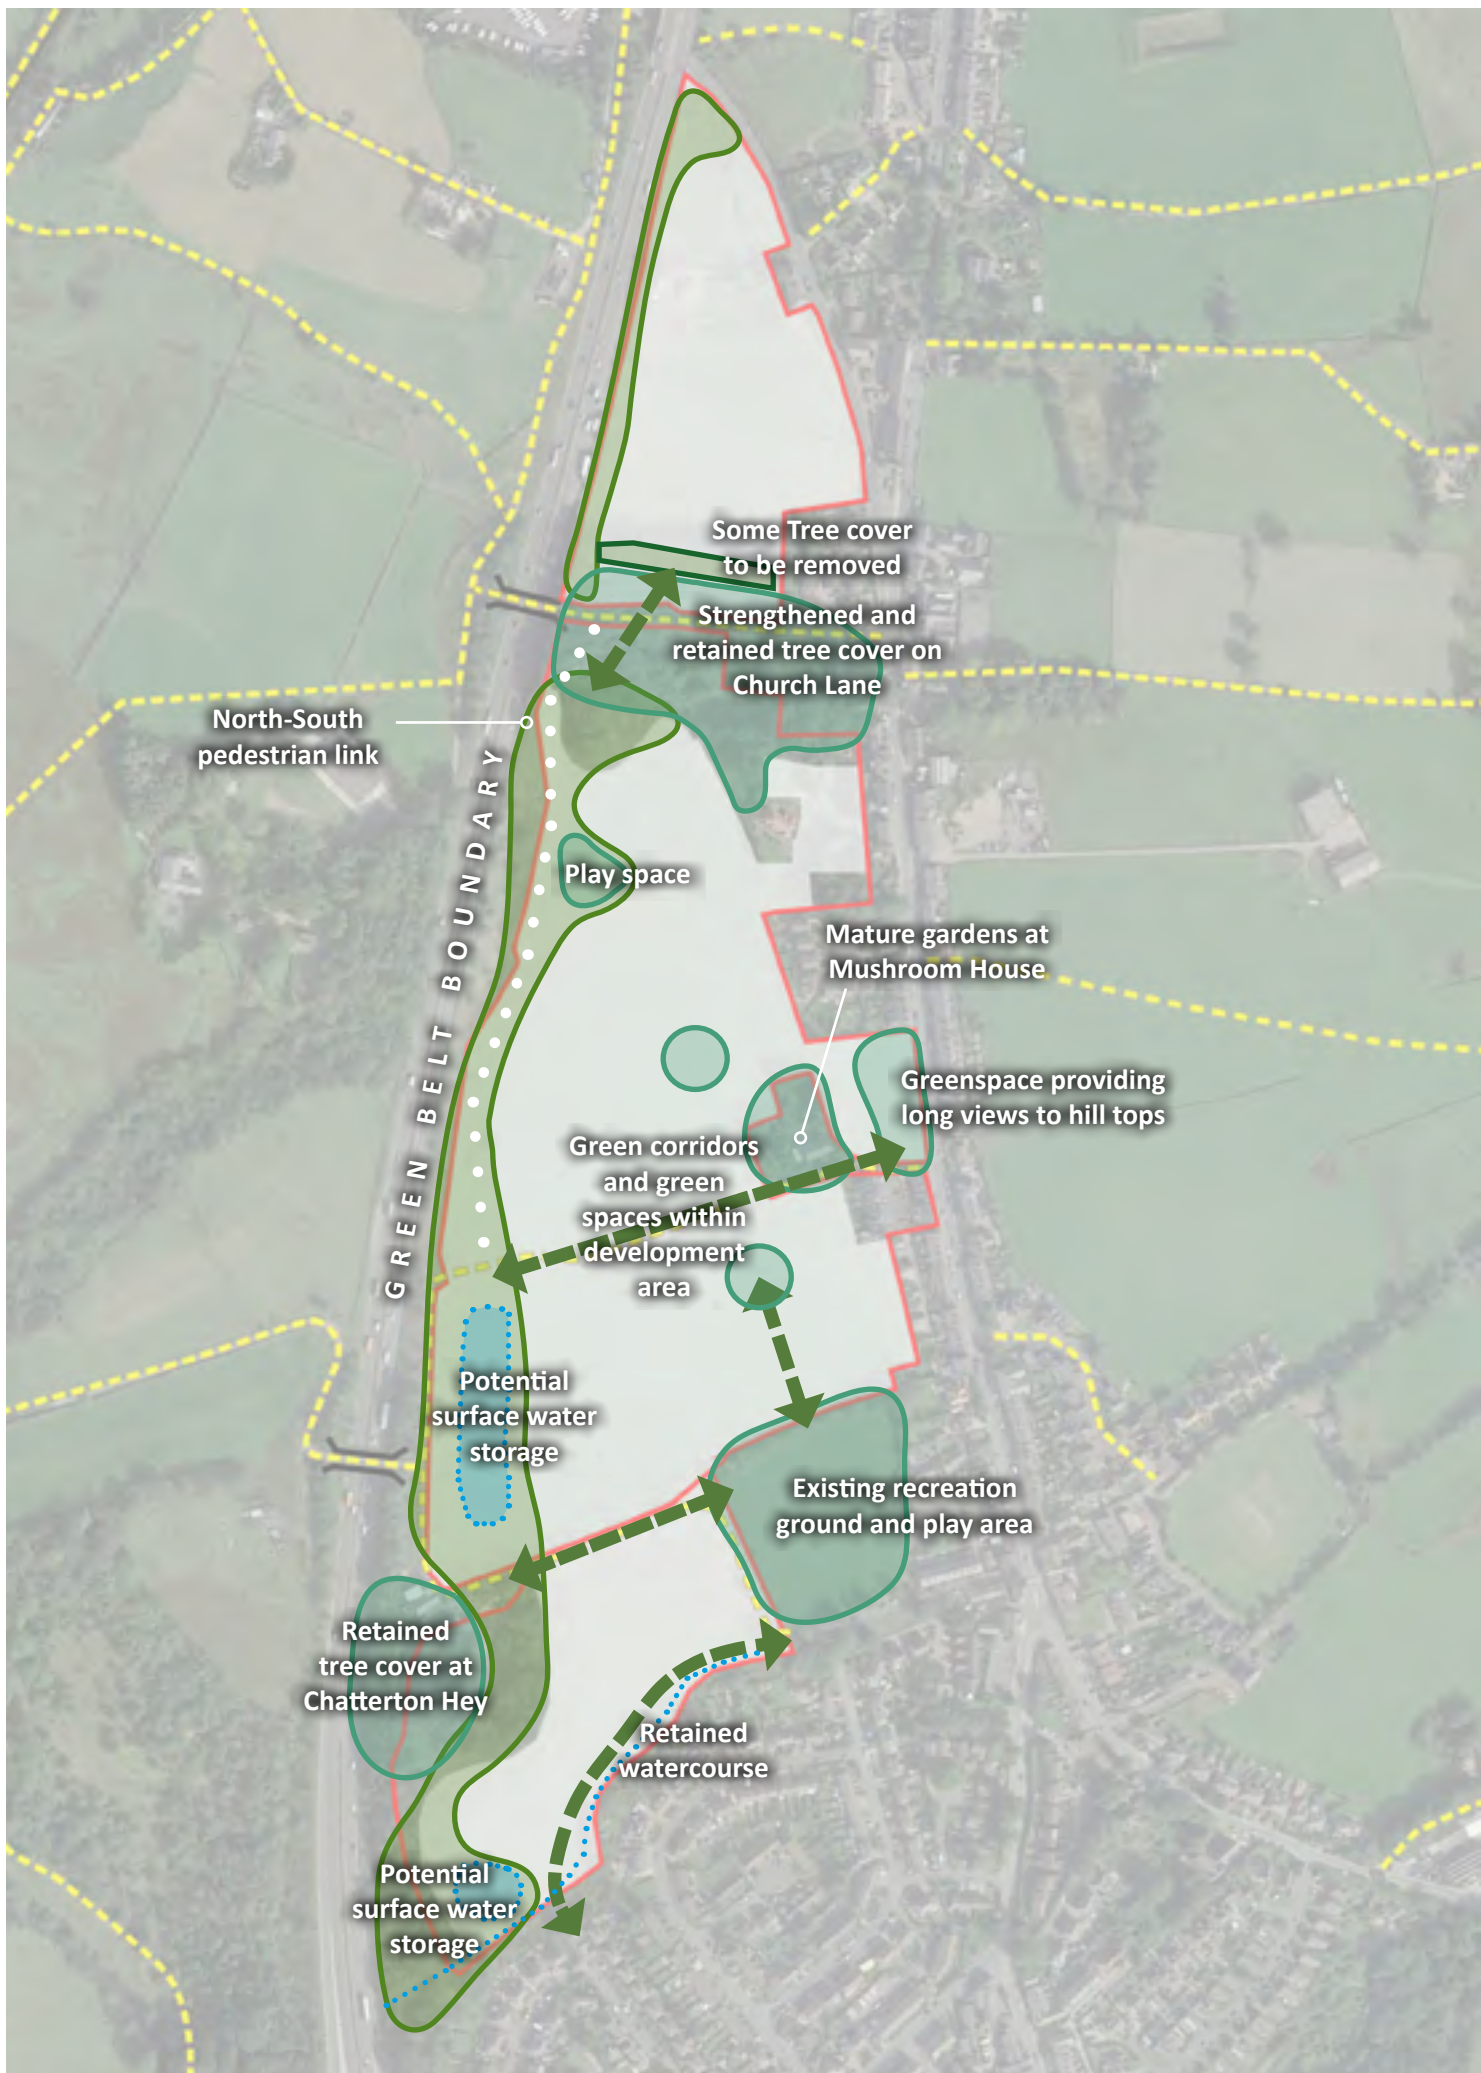 Some Tree cover
to be removed
Strengthened and
retained tree cover on
Church Lane
North-South
pedestrian link
GREEN BELT BOUNDARY
Play space
Mature gardens at
Mushroom House
Greenspace providing
long views to hill tops
Green corridors
and green
spaces within
development
area
Potential
surface water
storage
Existing recreation
ground and play area
Retained
tree cover at
Chatterton Hey
Retained
watercourse
Potential
surface water
storage